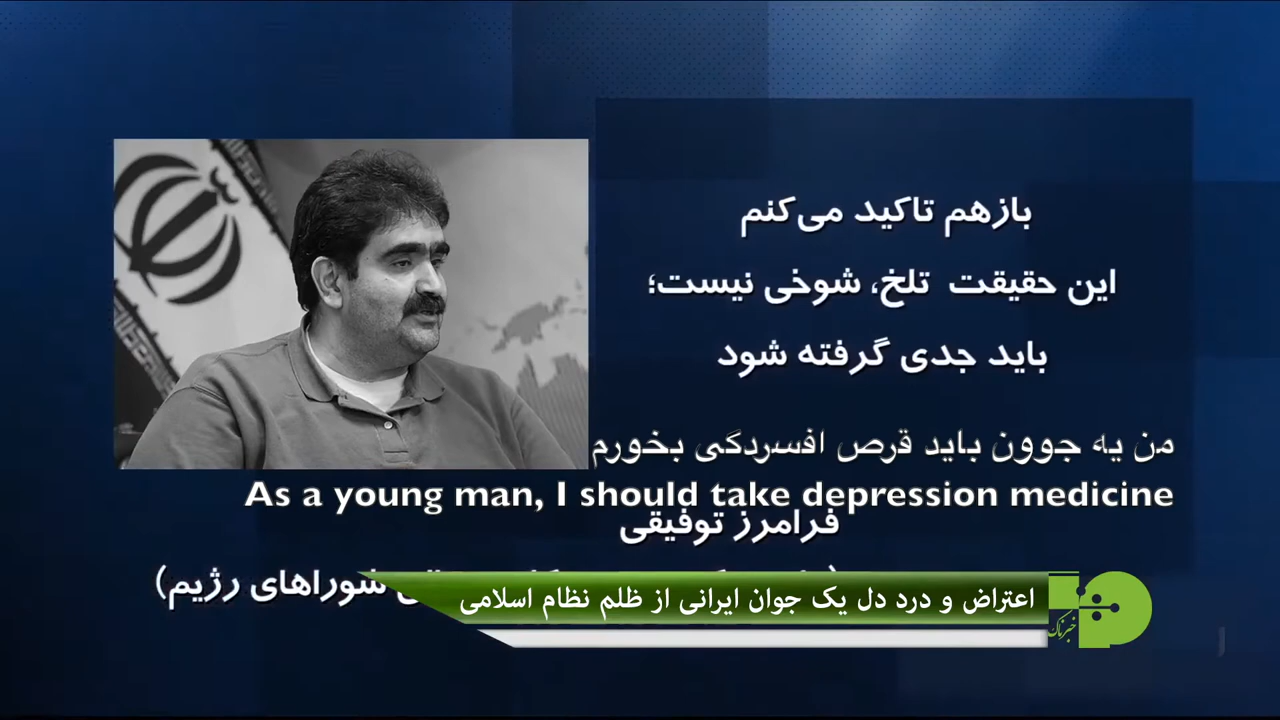 بازهم تاکید می‌کنم
این حقیقت تلخ، شوخی نیست؛
باید جدی گرفته شود
من یه جوون باید قرص افسردگی بخورم
As a young man, I should take depression medicine
فرامرز توفیقی
شوراهای رژیم)
اعتراض و درد دل یک جوان ایرانی از ظلم نظام اسلامی
خبرناک